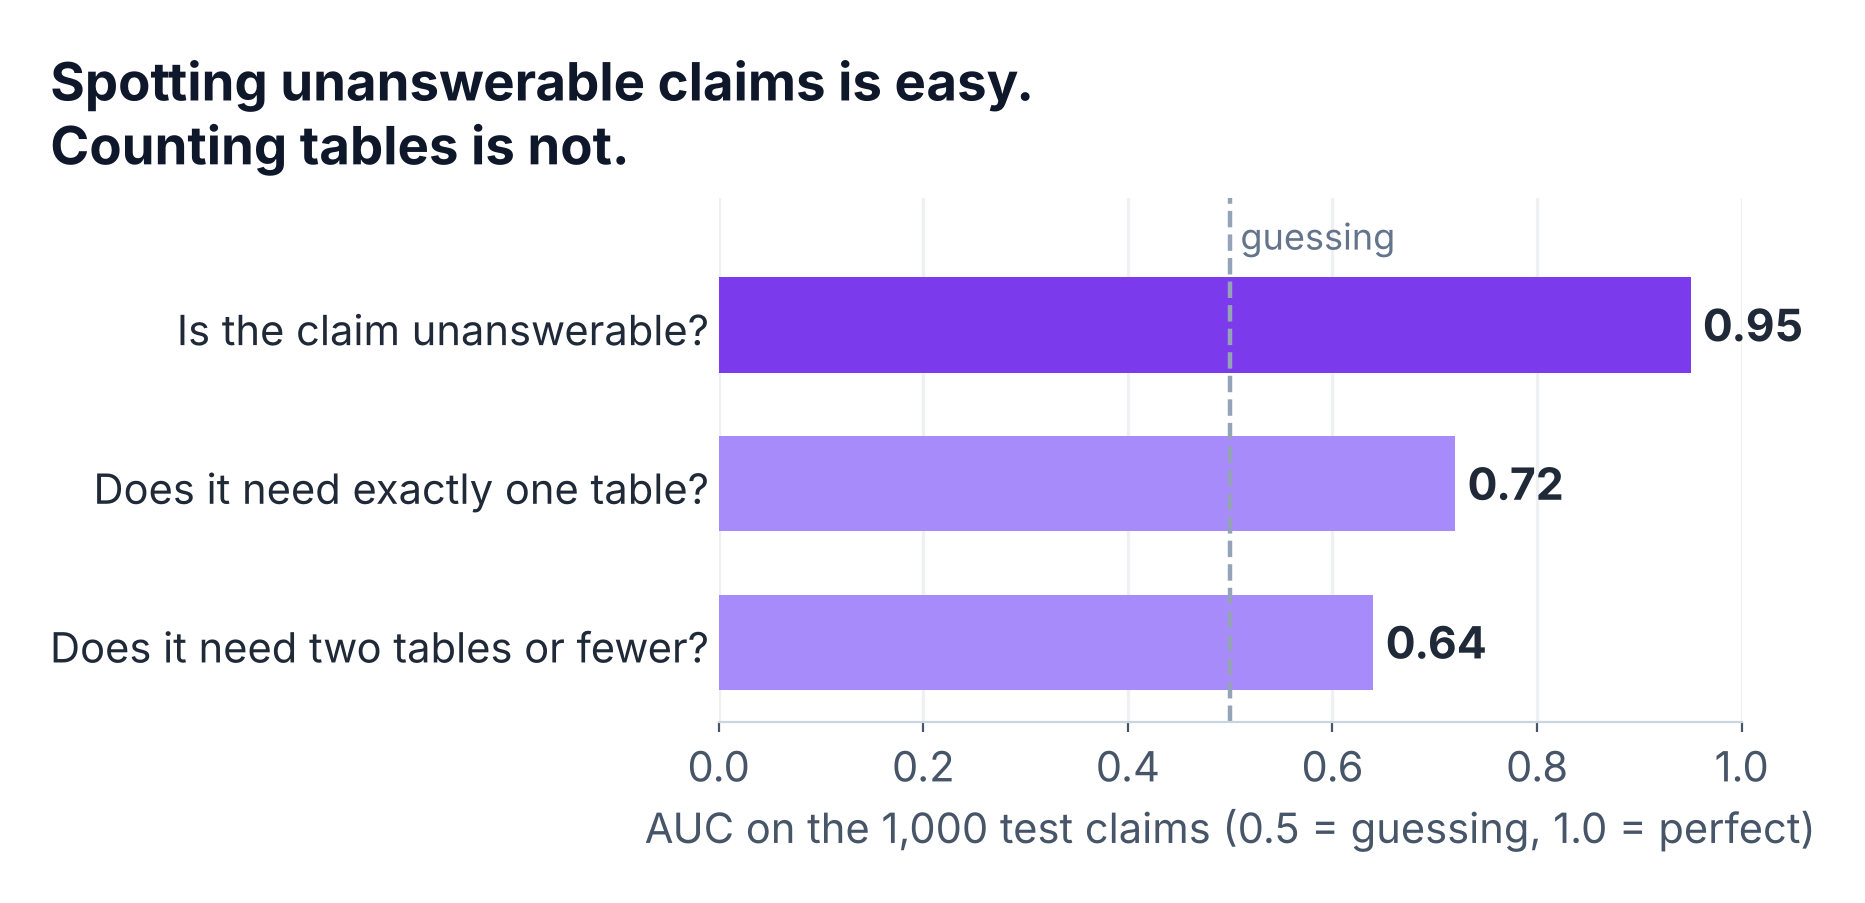 Spotting unanswerable claims is easy.
Counting tables is not.
guessing
Is the claim unanswerable?
0.95
Does it need exactly one table?
0.72
Does it need two tables or fewer?
0.64
0.0 0.2 0.4 0.6 0.8 1.0
AUC on the 1,000 test claims (0.5 = guessing, 1.0 = perfect)